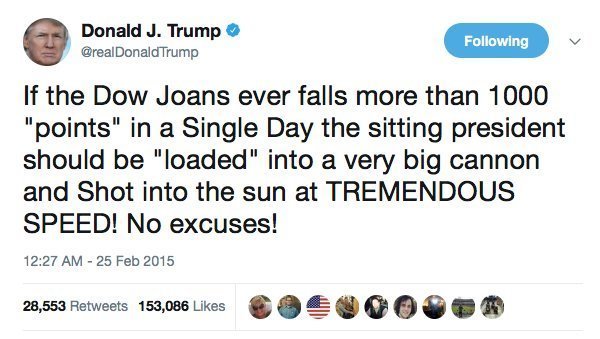 Donald J. Trump
@realDonaldTrump
Following
If the Dow Joans ever falls more than 1000
"points" in a Single Day the sitting president
should be "loaded" into a very big cannon
and Shot into the sun at TREMENDOUS
SPEED! No excuses!
12:27 AM - 25 Feb 2015
28,553 Retweets 153,086 Likes